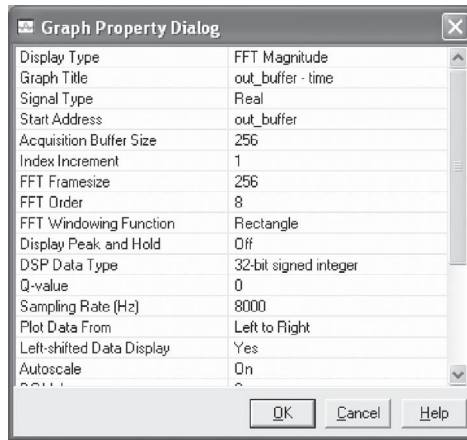 Graph Property Dialog
Display Type FFT Magnitude
Graph Title out_buffer - time
Signal Type Real
Start Address out_buffer
Acquisition Buffer Size 256
Index Increment 1
FFT Framesize 256
FFT Order 8
FFT Windowing Function Rectangle
Display Peak and Hold Off
DSP Data Type 32-bit signed integer
Q-value 0
Sampling Rate (Hz) 8000
Plot Data From Left to Right
Left-shifted Data Display Yes
Autoscale On
OK Cancel Help